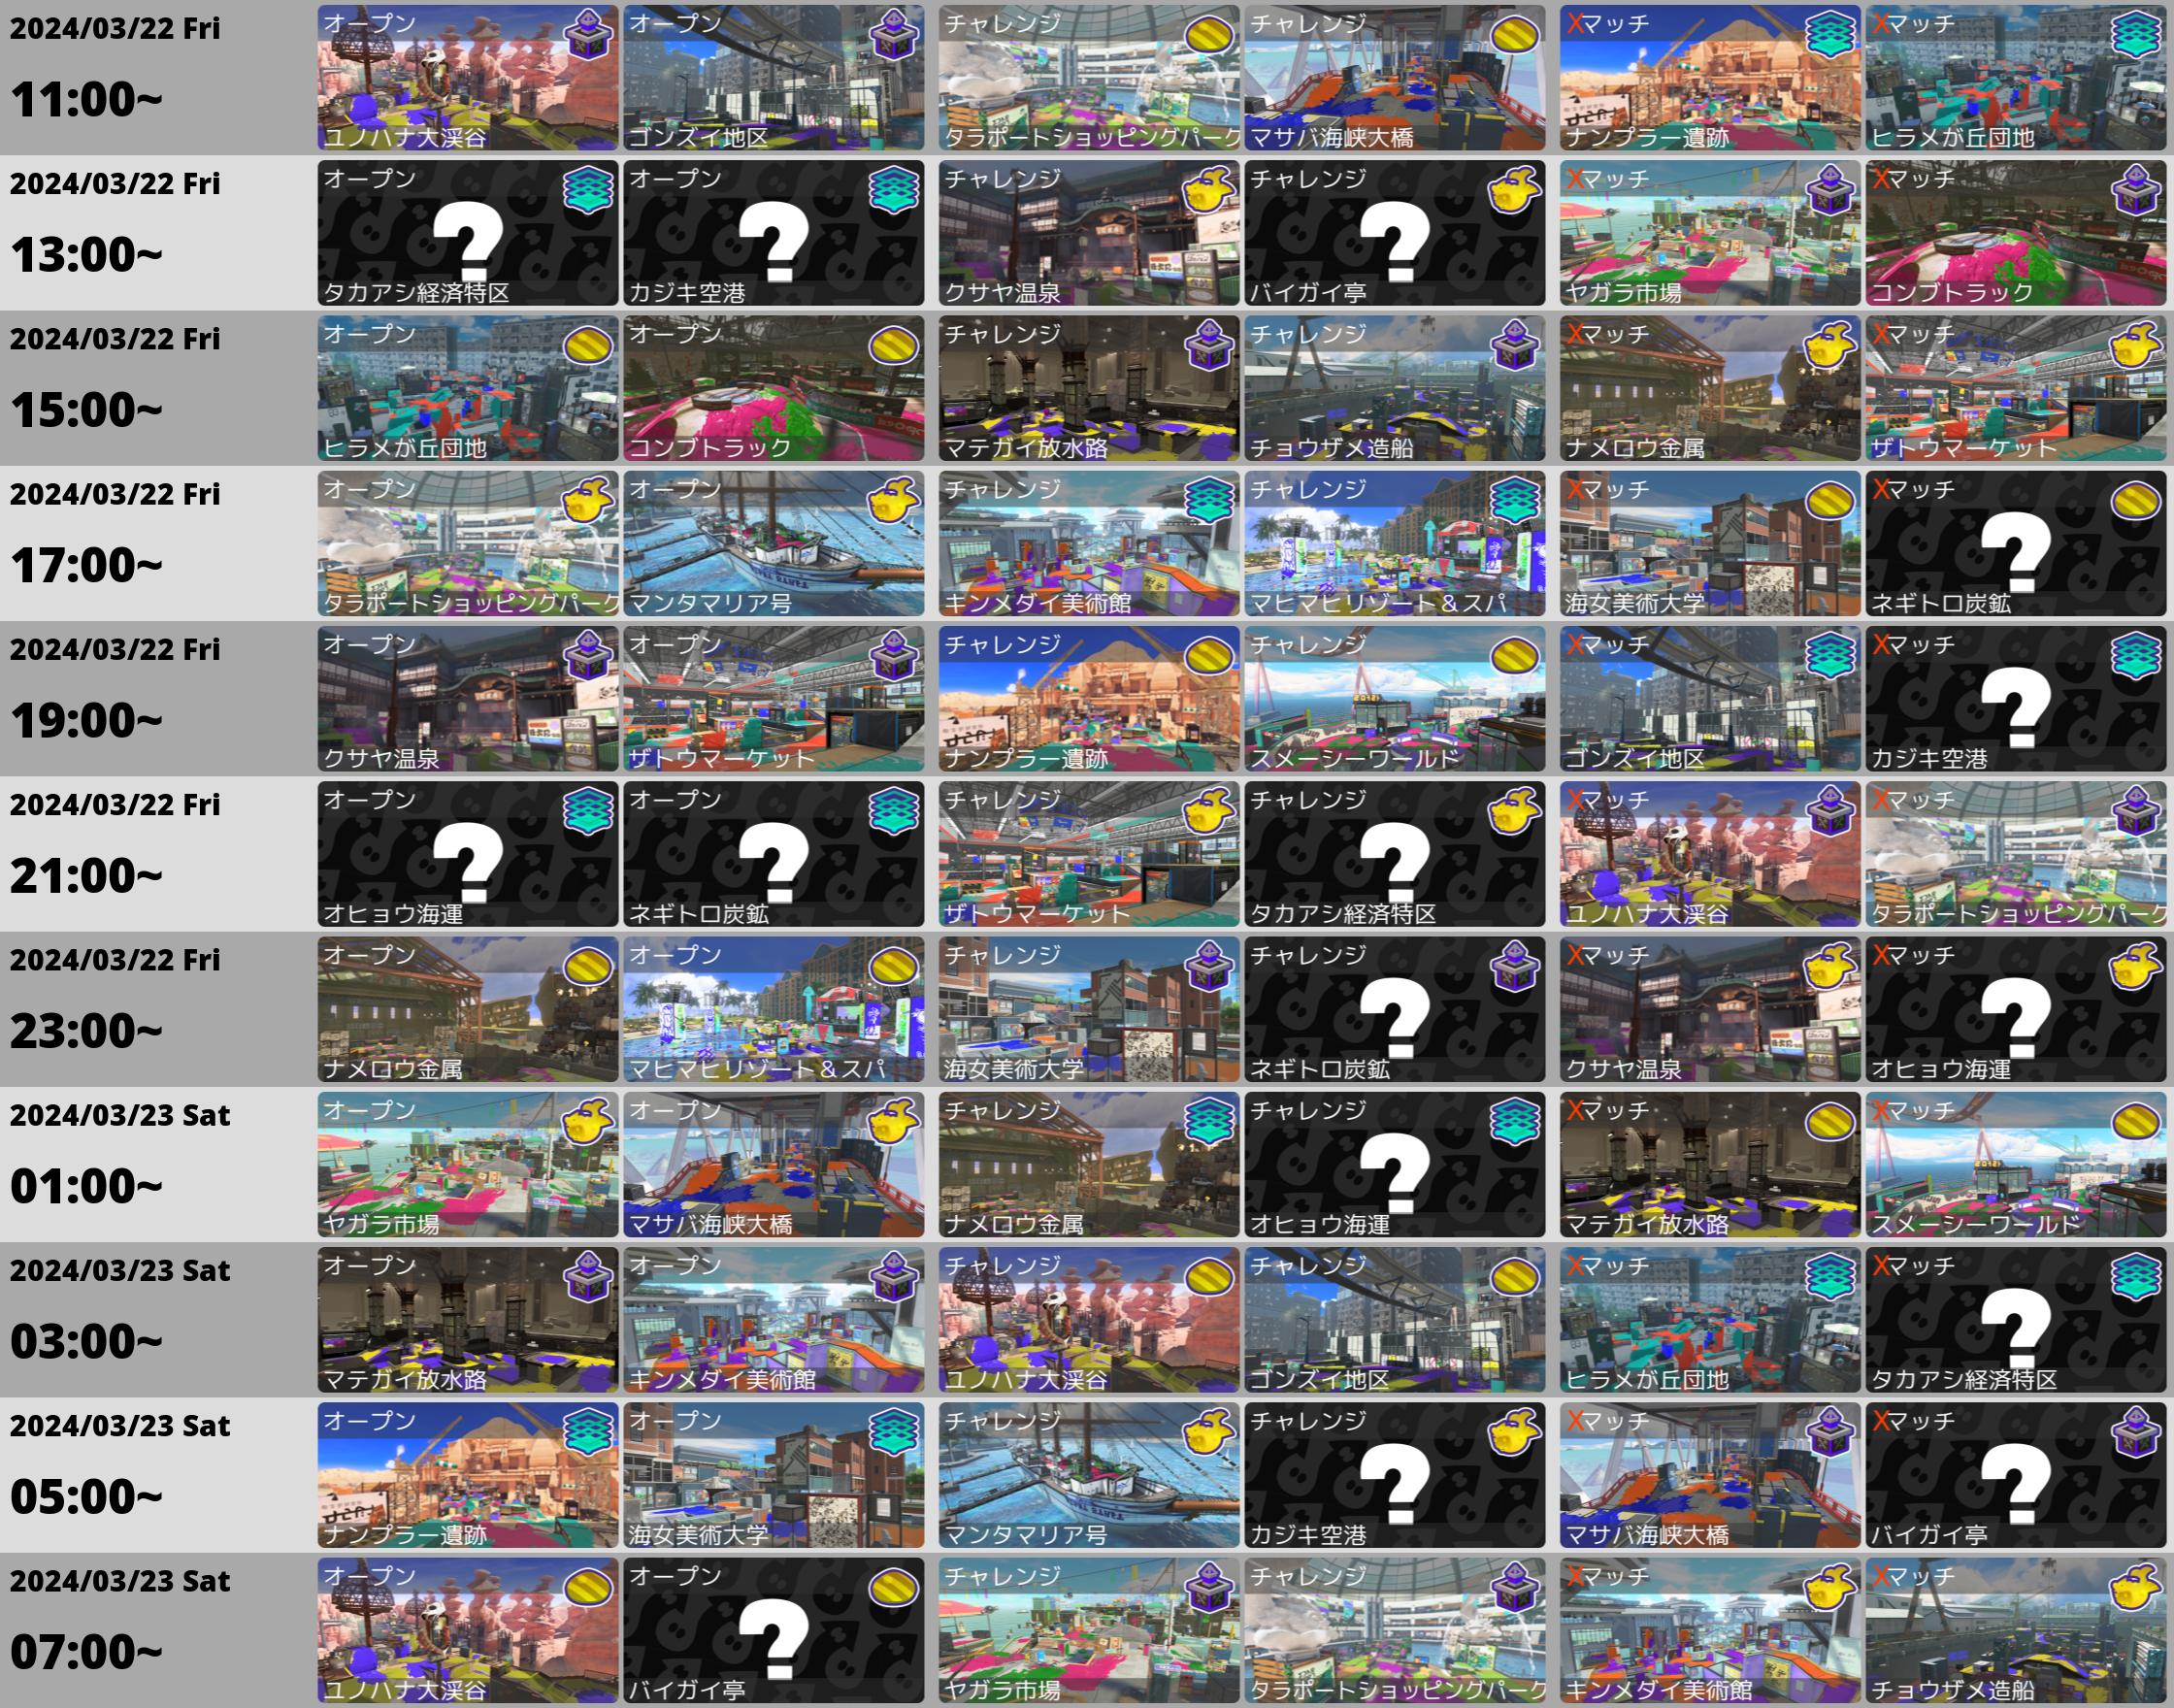 2024/03/22 Fri
11:00~
オープン
ユノハナ大渓谷
オープン
ゴンズイ地区
チャレンジ
タラポートショッピングパーク
チャレンジ
マサバ海峡大橋
Xマッチ
ナンプラー遺跡
Xマッチ
ヒラメが丘団地
2024/03/22 Fri
13:00~
オープン
?
タカアシ経済特区
オープン
?
カジキ空港
チャレンジ
クサヤ温泉
チャレンジ
?
バイガイ亭
Xマッチ
ヤガラ市場
Xマッチ
コンブトラック
2024/03/22 Fri
15:00~
オープン
ヒラメが丘団地
オープン
コンブトラック
チャレンジ
マテガイ放水路
チャレンジ
チョウザメ造船
Xマッチ
ナメロウ金属
Xマッチ
ザトウマーケット
2024/03/22 Fri
17:00~
オープン
タラポートショッピングパーク
オープン
マンタマリア号
チャレンジ
キンメダイ美術館
チャレンジ
マヒマヒリゾート＆スパ
Xマッチ
海女美術大学
Xマッチ
?
ネギトロ炭鉱
2024/03/22 Fri
19:00~
オープン
クサヤ温泉
オープン
ザトウマーケット
チャレンジ
ナンプラー遺跡
チャレンジ
スメーシーワールド
Xマッチ
ゴンズイ地区
Xマッチ
?
カジキ空港
2024/03/22 Fri
21:00~
オープン
?
オヒョウ海運
オープン
?
ネギトロ炭鉱
チャレンジ
ザトウマーケット
チャレンジ
?
タカアシ経済特区
Xマッチ
ユノハナ大渓谷
Xマッチ
タラポートショッピングパーク
2024/03/22 Fri
23:00~
オープン
ナメロウ金属
オープン
マヒマヒリゾート＆スパ
チャレンジ
海女美術大学
チャレンジ
?
ネギトロ炭鉱
Xマッチ
クサヤ温泉
Xマッチ
?
オヒョウ海運
2024/03/23 Sat
01:00~
オープン
ヤガラ市場
オープン
マサバ海峡大橋
チャレンジ
ナメロウ金属
チャレンジ
?
オヒョウ海運
Xマッチ
マテガイ放水路
Xマッチ
スメーシーワールド
2024/03/23 Sat
03:00~
オープン
マテガイ放水路
オープン
キンメダイ美術館
チャレンジ
ユノハナ大渓谷
チャレンジ
ゴンズイ地区
Xマッチ
ヒラメが丘団地
Xマッチ
?
タカアシ経済特区
2024/03/23 Sat
05:00~
オープン
ナンプラー遺跡
オープン
海女美術大学
チャレンジ
マンタマリア号
チャレンジ
?
カジキ空港
Xマッチ
マサバ海峡大橋
Xマッチ
?
バイガイ亭
2024/03/23 Sat
07:00~
オープン
ユノハナ大渓谷
オープン
?
バイガイ亭
チャレンジ
ヤガラ市場
チャレンジ
タラポートショッピングパーク
Xマッチ
キンメダイ美術館
Xマッチ
チョウザメ造船